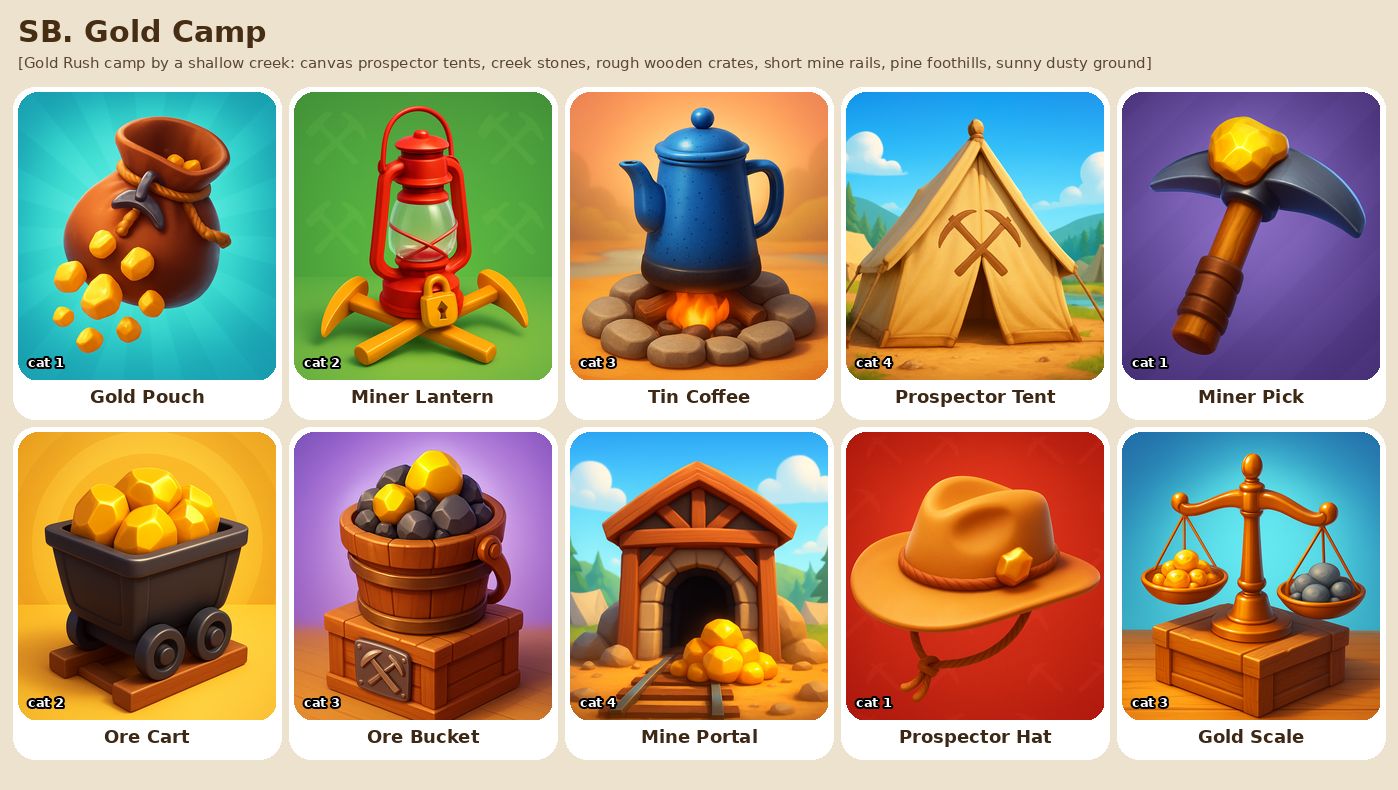 SB. Gold Camp
[Gold Rush camp by a shallow creek: canvas prospector tents, creek stones, rough wooden crates, short mine rails, pine foothills, sunny dusty ground]
cat 1
cat 2
cat 3
cat 4
cat 1
Gold Pouch
Miner Lantern
Tin Coffee
Prospector Tent
Miner Pick
cat 2
cat 3
cat 4
cat 1
cat 3
Ore Cart
Ore Bucket
Mine Portal
Prospector Hat
Gold Scale